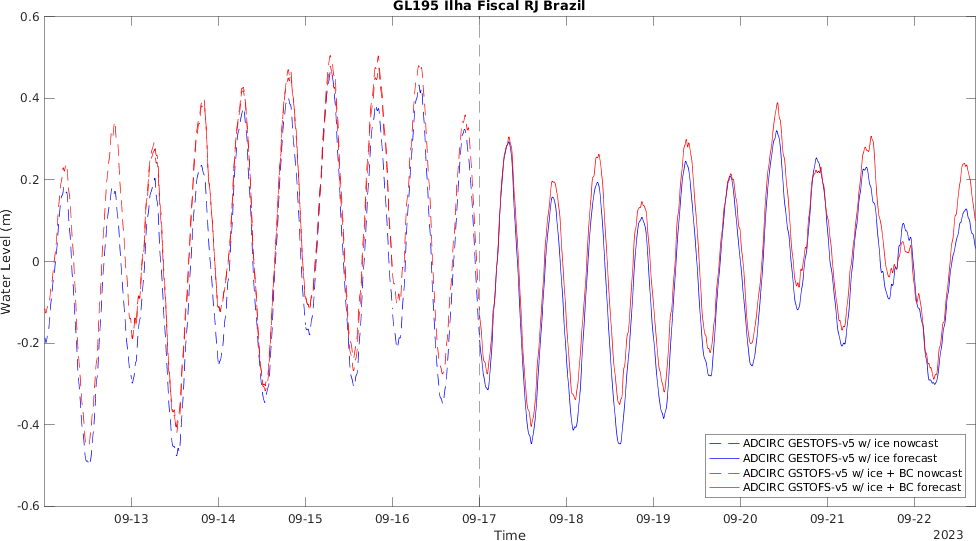 GL195 Ilha Fiscal RJ Brazil
0.6
0.4
0.2
0
-0.2
-0.4
-0.6
Water Level (m)
09-13
09-14
09-15
09-16
09-17
09-18
09-19
09-20
09-21
09-22
Time
2023
ADCIRC GESTOFS-v5 w/ ice nowcast
ADCIRC GESTOFS-v5 w/ ice forecast
ADCIRC GSTOFS-v5 w/ ice + BC nowcast
ADCIRC GSTOFS-v5 w/ ice + BC forecast